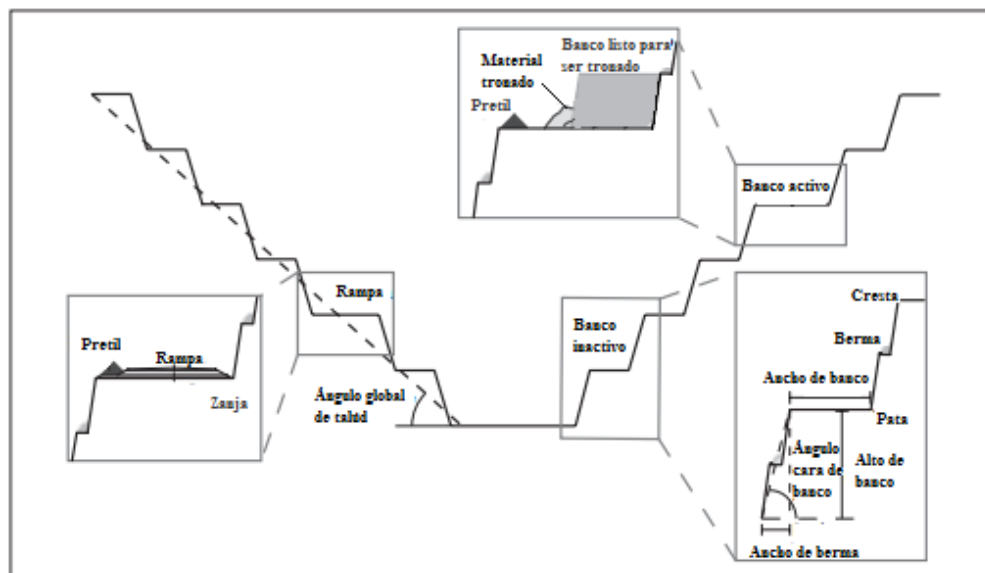 Banco listo para
ser tronado
Material
tronado
Pretil
Banco activo
Rampa
Pretil
Rampa
Zanja
Ángulo global
de talúd
Banco
inactivo
Cresta
Berma
Ancho de banco
Pata
Ángulo
cara de
banco
Alto de
banco
Ancho de berma